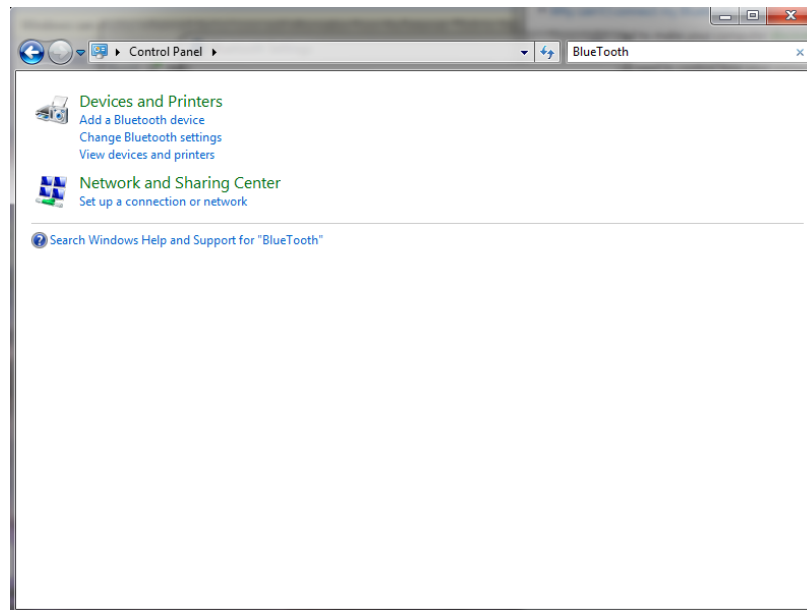 Control Panel
BlueTooth
Devices and Printers
Add a Bluetooth device
Change Bluetooth settings
View devices and printers
Network and Sharing Center
Set up a connection or network
Search Windows Help and Support for "BlueTooth"